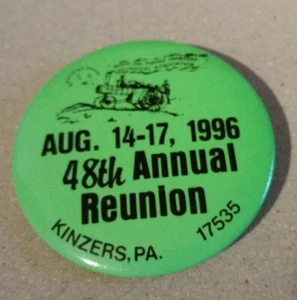 AUG. 14-17, 1996
48th Annual
Reunion
KINZERS, PA. 17535